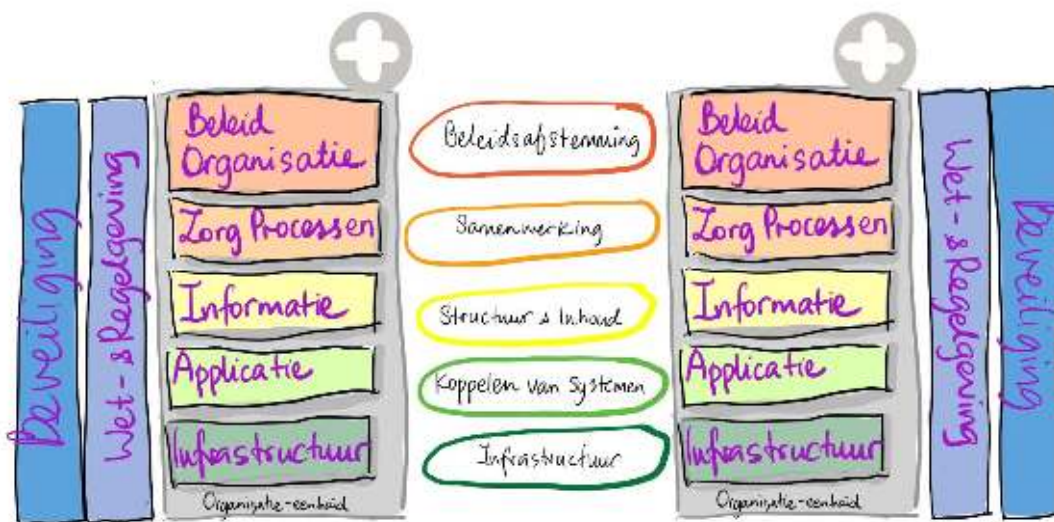 Beveiliging
Wet- & Regelgeving
Beleid
Organisatie
Zorg Processen
Informatie
Applicatie
Infrastructuur
Organisatie-eenheid
Beleidsafstemming
Samenwerking
Structuur & Inhoud
Koppelen van Systemen
Infrastructuur
Beleid
Organisatie
Zorg Processen
Informatie
Applicatie
Infrastructuur
Organisatie-eenheid
Wet- & Regelgeving
Beveiliging